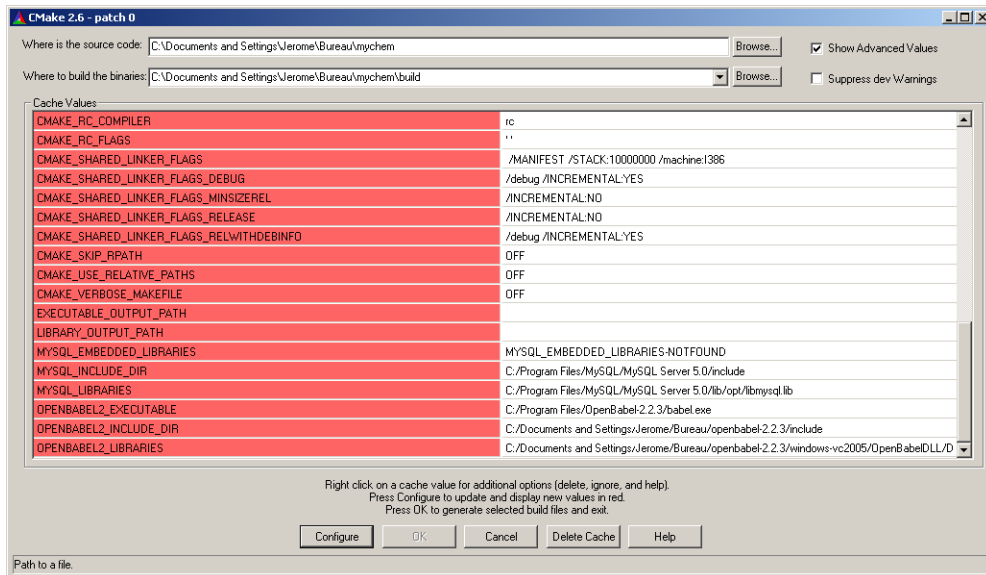 CMake 2.6 - patch 0
Where is the source code: C:\Documents and Settings\Jerome\Bureau\mychem Browse... Show Advanced Values
Where to build the binaries: C:\Documents and Settings\Jerome\Bureau\mychem\build Browse... Suppress dev Warnings
Cache Values
CMAKE_RC_COMPILER rc
CMAKE_RC_FLAGS ' '
CMAKE_SHARED_LINKER_FLAGS /MANIFEST /STACK:10000000 /machine:I386
CMAKE_SHARED_LINKER_FLAGS_DEBUG /debug /INCREMENTAL:YES
CMAKE_SHARED_LINKER_FLAGS_MINSIZEREL /INCREMENTAL:NO
CMAKE_SHARED_LINKER_FLAGS_RELEASE /INCREMENTAL:NO
CMAKE_SHARED_LINKER_FLAGS_RELWITHDEBINFO /debug /INCREMENTAL:YES
CMAKE_SKIP_RPATH OFF
CMAKE_USE_RELATIVE_PATHS OFF
CMAKE_VERBOSE_MAKEFILE OFF
EXECUTABLE_OUTPUT_PATH
LIBRARY_OUTPUT_PATH
MYSQL_EMBEDDED_LIBRARIES MYSQL_EMBEDDED_LIBRARIES-NOTFOUND
MYSQL_INCLUDE_DIR C:/Program Files/MySQL/MySQL Server 5.0/include
MYSQL_LIBRARIES C:/Program Files/MySQL/MySQL Server 5.0/lib/opt/libmysql.lib
OPENBABEL2_EXECUTABLE C:/Program Files/OpenBabel-2.2.3/babel.exe
OPENBABEL2_INCLUDE_DIR C:/Documents and Settings/Jerome/Bureau/openbabel-2.2.3/include
OPENBABEL2_LIBRARIES C:/Documents and Settings/Jerome/Bureau/openbabel-2.2.3/windows-vc2005/OpenBabelDLL/D
Right click on a cache value for additional options (delete, ignore, and help).
Press Configure to update and display new values in red.
Press OK to generate selected build files and exit.
Configure OK Cancel Delete Cache Help
Path to a file.